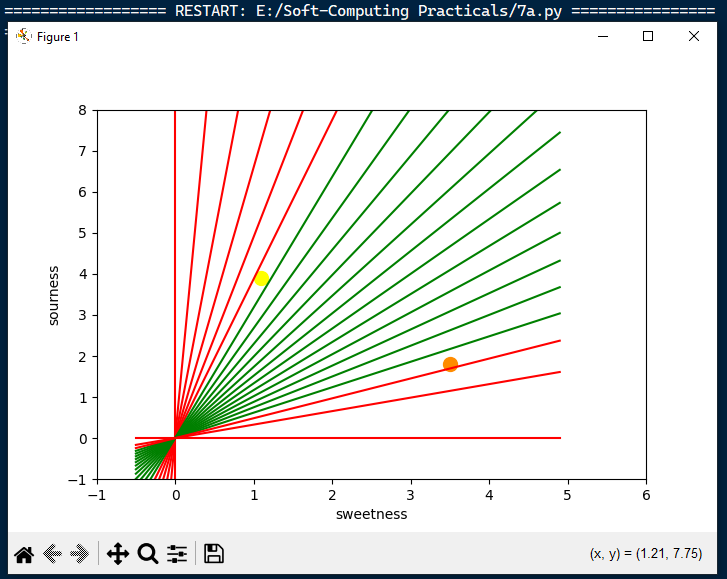 ================== RESTART: E:/Soft-Computing Practicals/7a.py ================
=
Figure 1
8
7
6
5
4
3
2
1
0
−1
sourness
−1 0 1 2 3 4 5 6
sweetness
(x, y) = (1.21, 7.75)